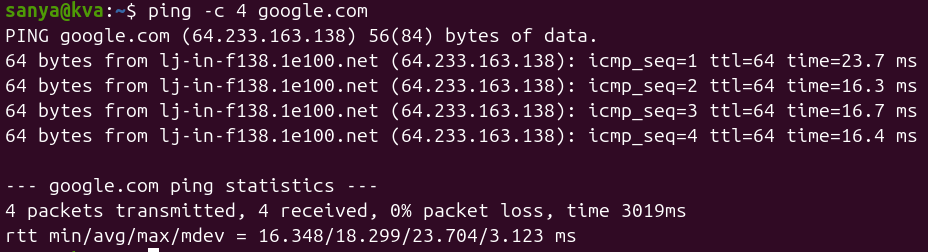 sanya@kva:~$ ping -c 4 google.com
PING google.com (64.233.163.138) 56(84) bytes of data.
64 bytes from lj-in-f138.1e100.net (64.233.163.138): icmp_seq=1 ttl=64 time=23.7 ms
64 bytes from lj-in-f138.1e100.net (64.233.163.138): icmp_seq=2 ttl=64 time=16.3 ms
64 bytes from lj-in-f138.1e100.net (64.233.163.138): icmp_seq=3 ttl=64 time=16.7 ms
64 bytes from lj-in-f138.1e100.net (64.233.163.138): icmp_seq=4 ttl=64 time=16.4 ms

--- google.com ping statistics ---
4 packets transmitted, 4 received, 0% packet loss, time 3019ms
rtt min/avg/max/mdev = 16.348/18.299/23.704/3.123 ms